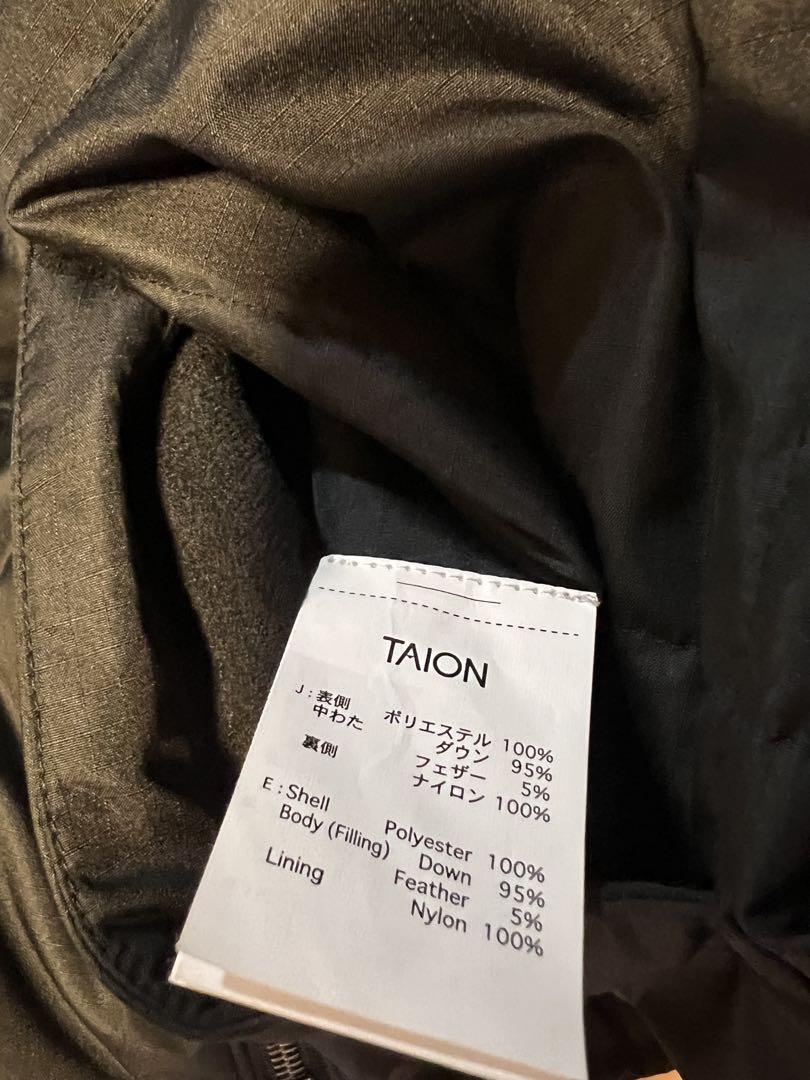 TAION
J : 表側 ポリエステル 100%
中わた ダウン 95%
フェザー 5%
裏側 ナイロン 100%
E : Shell Polyester 100%
Body (Filling) Down 95%
Feather 5%
Lining Nylon 100%